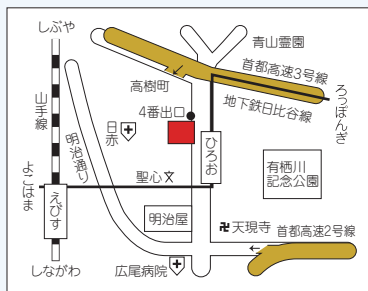 しぶや
青山霊園
首都高速3号線
高樹町
地下鉄日比谷線
ろっぽんぎ
山手線
4番出口
日赤
明治通り
ひろお
有栖川
記念公園
よこはま
聖心
えびす
明治屋
天現寺
首都高速2号線
しながわ
広尾病院